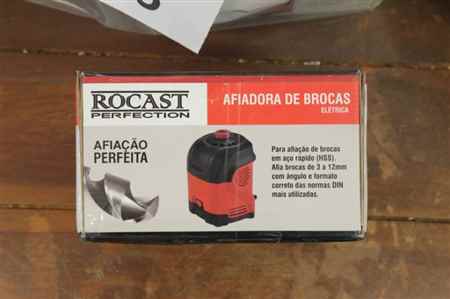 ROCAST
PERFECTION
AFIADORA DE BROCAS
ELÉTRICA
AFIAÇÃO
PERFEITA
Para afiação de brocas
em aço rápido (HSS).
Afia brocas de 3 a 12mm
com ângulo e formato
correto das normas DIN
mais utilizadas.